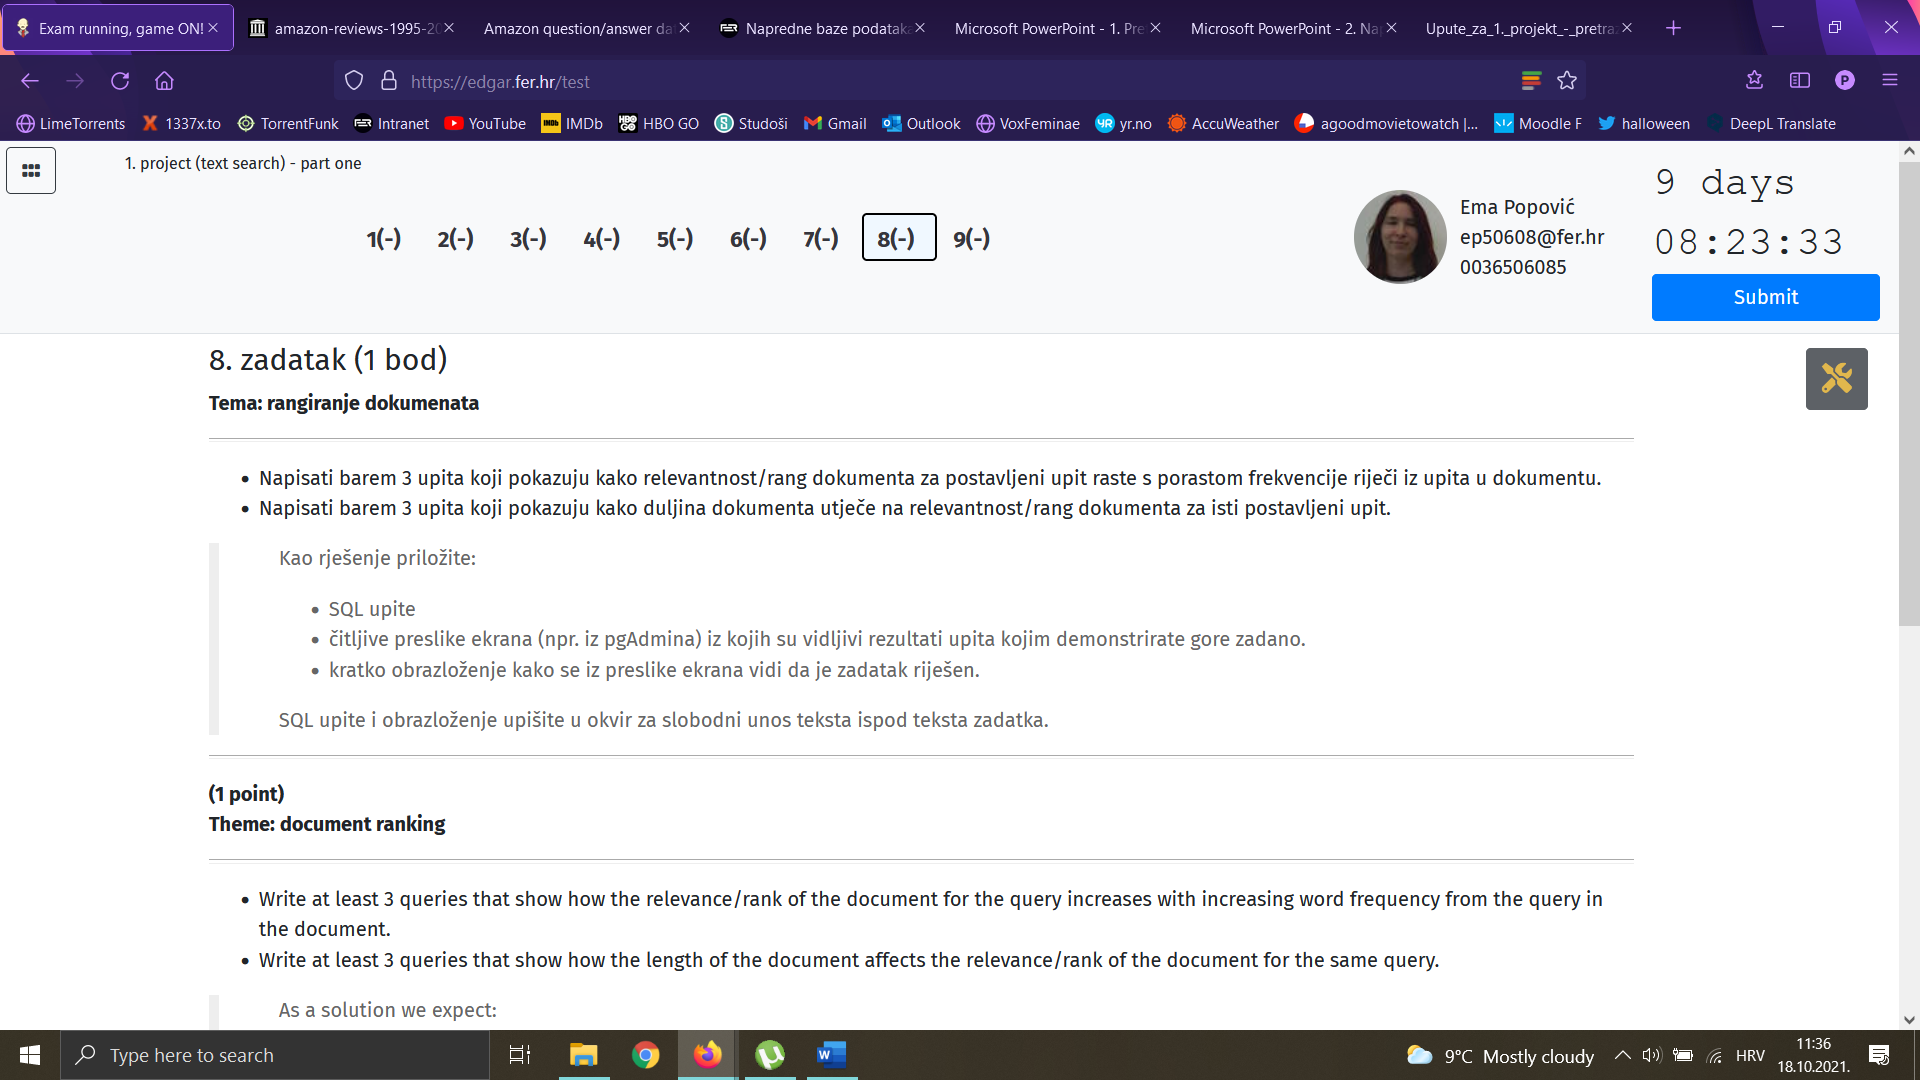 Exam running, game ON!
amazon-reviews-1995-20
Amazon question/answer da
Napredne baze podataka
Microsoft PowerPoint - 1. Pre
Microsoft PowerPoint - 2. Nap
Upute_za_1._projekt_-_pretra
https://edgar.fer.hr/test
P
LimeTorrents
1337x.to
TorrentFunk
Intranet
YouTube
IMDb
HBO GO
Studoši
Gmail
Outlook
VoxFeminae
yr.no
AccuWeather
agoodmovietowatch |...
Moodle F
halloween
DeepL Translate
1. project (text search) - part one
1(-) 2(-) 3(-) 4(-) 5(-) 6(-) 7(-) 8(-) 9(-)
Ema Popović
ep50608@fer.hr
0036506085
9 days
08:23:33
Submit
8. zadatak (1 bod)
Tema: rangiranje dokumenata
Napisati barem 3 upita koji pokazuju kako relevantnost/rang dokumenta za postavljeni upit raste s porastom frekvencije riječi iz upita u dokumentu.
Napisati barem 3 upita koji pokazuju kako duljina dokumenta utječe na relevantnost/rang dokumenta za isti postavljeni upit.
Kao rješenje priložite:
SQL upite
čitljive preslike ekrana (npr. iz pgAdmina) iz kojih su vidljivi rezultati upita kojim demonstrirate gore zadano.
kratko obrazloženje kako se iz preslike ekrana vidi da je zadatak riješen.
SQL upite i obrazloženje upišite u okvir za slobodni unos teksta ispod teksta zadatka.
(1 point)
Theme: document ranking
Write at least 3 queries that show how the relevance/rank of the document for the query increases with increasing word frequency from the query in
the document.
Write at least 3 queries that show how the length of the document affects the relevance/rank of the document for the same query.
As a solution we expect:
Type here to search
9°C Mostly cloudy
HRV
11:36
18.10.2021.